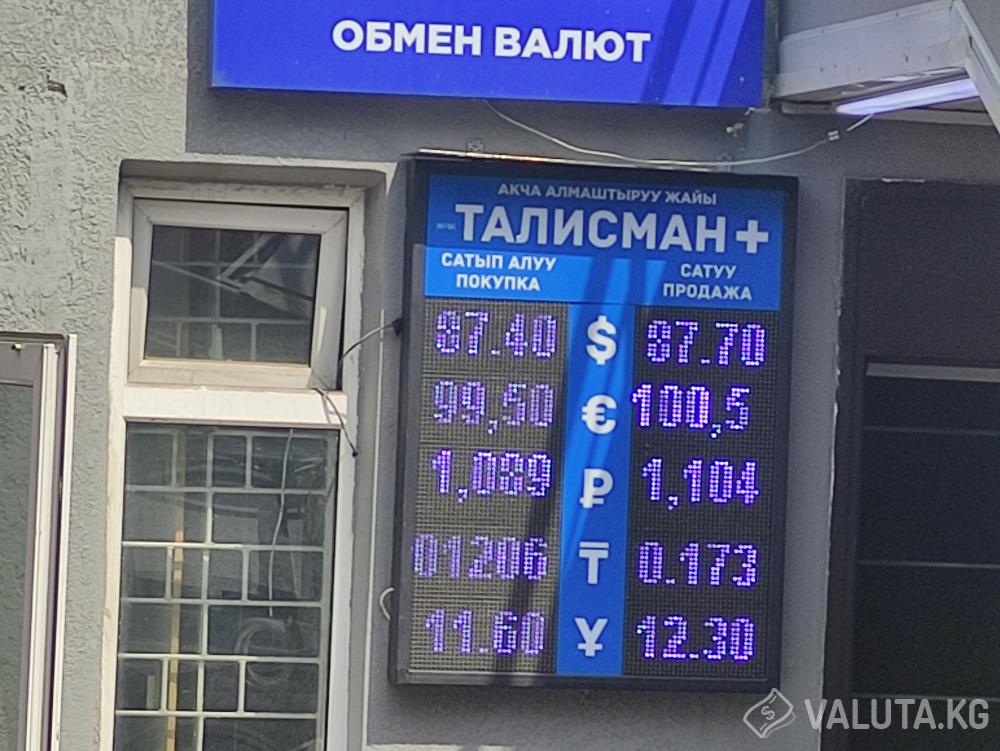 ОБМЕН ВАЛЮТ
АКЧА АЛМАШТЫРУУ ЖАЙЫ
ТАЛИСМАН+
САТЫП АЛУУ
ПОКУПКА
САТУУ
ПРОДАЖА
87.40 $ 87.70
99,50 € 100,5
1,089 ₽ 1,104
01206 ₸ 0.173
11.60 ¥ 12.30
VALUTA.KG